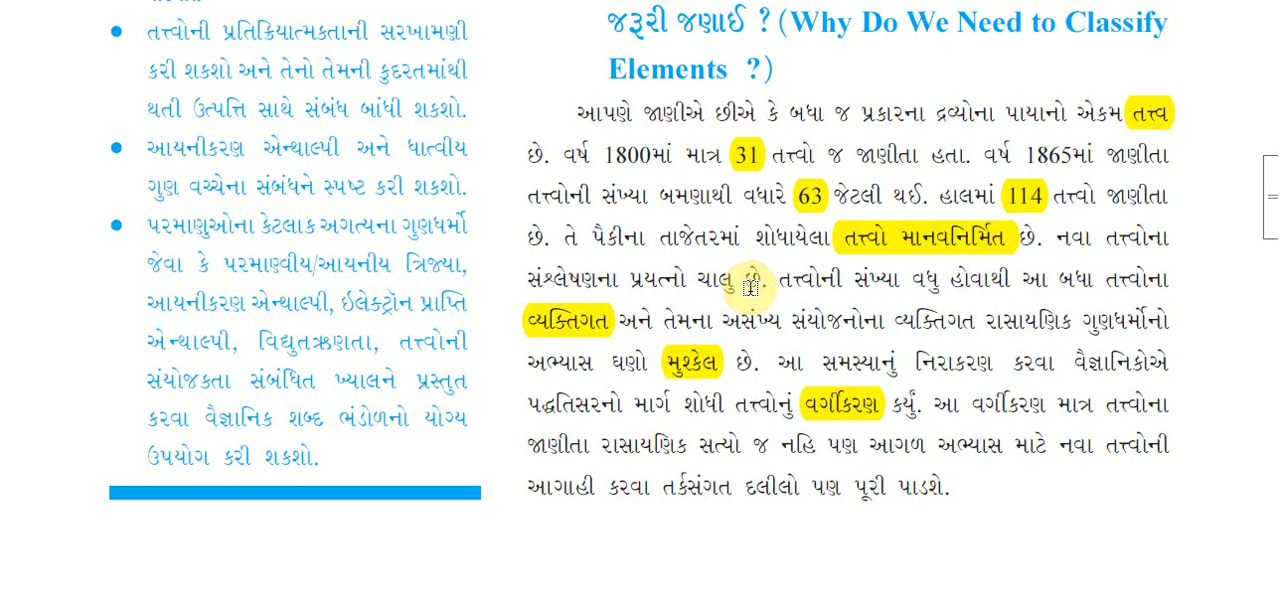 તત્ત્વોની પ્રતિક્રિયાત્મકતાની સરખામણી
કરી શકશો અને તેનો તેમની કુદરતમાંથી
થતી ઉત્પત્તિ સાથે સંબંધ બાંધી શકશો.
આયનીકરણ એન્થાલ્પી અને ધાત્વીય
ગુણ વચ્ચેના સંબંધને સ્પષ્ટ કરી શકશો.
પરમાણુઓના કેટલાક અગત્યના ગુણધર્મો
જેવા કે પરમાણ્વીય/આયનીય ત્રિજ્યા,
આયનીકરણ એન્થાલ્પી, ઇલેક્ટ્રૉન પ્રાપ્તિ
એન્થાલ્પી, વિદ્યુતઋણતા, તત્ત્વોની
સંયોજકતા સંબંધિત ખ્યાલને પ્રસ્તુત
કરવા વૈજ્ઞાનિક શબ્દ ભંડોળનો યોગ્ય
ઉપયોગ કરી શકશો.
જરૂરી જણાઈ ? (Why Do We Need to Classify
Elements ?)
આપણે જાણીએ છીએ કે બધા જ પ્રકારના દ્રવ્યોના પાયાનો એકમ તત્ત્વ
છે. વર્ષ 1800માં માત્ર 31 તત્ત્વો જ જાણીતા હતા. વર્ષ 1865માં જાણીતા
તત્ત્વોની સંખ્યા બમણાથી વધારે 63 જેટલી થઈ. હાલમાં 114 તત્ત્વો જાણીતા
છે. તે પૈકીના તાજેતરમાં શોધાયેલા તત્ત્વો માનવનિર્મિત છે. નવા તત્ત્વોના
સંશ્લેષણના પ્રયત્નો ચાલુ છે. તત્ત્વોની સંખ્યા વધુ હોવાથી આ બધા તત્ત્વોના
વ્યક્તિગત અને તેમના અસંખ્ય સંયોજનોના વ્યક્તિગત રાસાયણિક ગુણધર્મોનો
અભ્યાસ ઘણો મુશ્કેલ છે. આ સમસ્યાનું નિરાકરણ કરવા વૈજ્ઞાનિકોએ
પદ્ધતિસરનો માર્ગ શોધી તત્ત્વોનું વર્ગીકરણ કર્યું. આ વર્ગીકરણ માત્ર તત્ત્વોના
જાણીતા રાસાયણિક સત્યો જ નહિ પણ આગળ અભ્યાસ માટે નવા તત્ત્વોની
આગાહી કરવા તર્કસંગત દલીલો પણ પૂરી પાડશે.